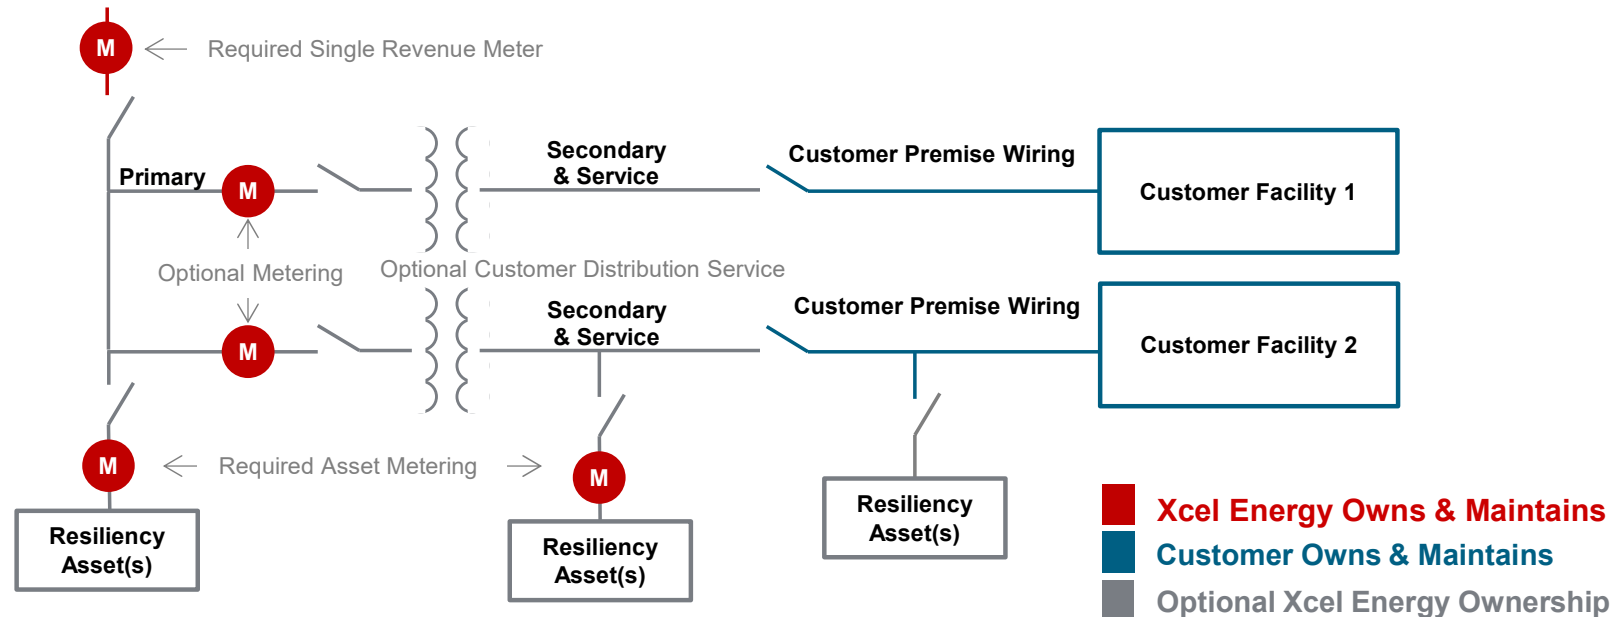 M
Required Single Revenue Meter
Primary
M
Secondary
& Service
Customer Premise Wiring
Customer Facility 1
Optional Metering
Optional Customer Distribution Service
M
Secondary
& Service
Customer Premise Wiring
Customer Facility 2
M
Required Asset Metering
M
Resiliency
Asset(s)
Resiliency
Asset(s)
Resiliency
Asset(s)
Xcel Energy Owns & Maintains
Customer Owns & Maintains
Optional Xcel Energy Ownership